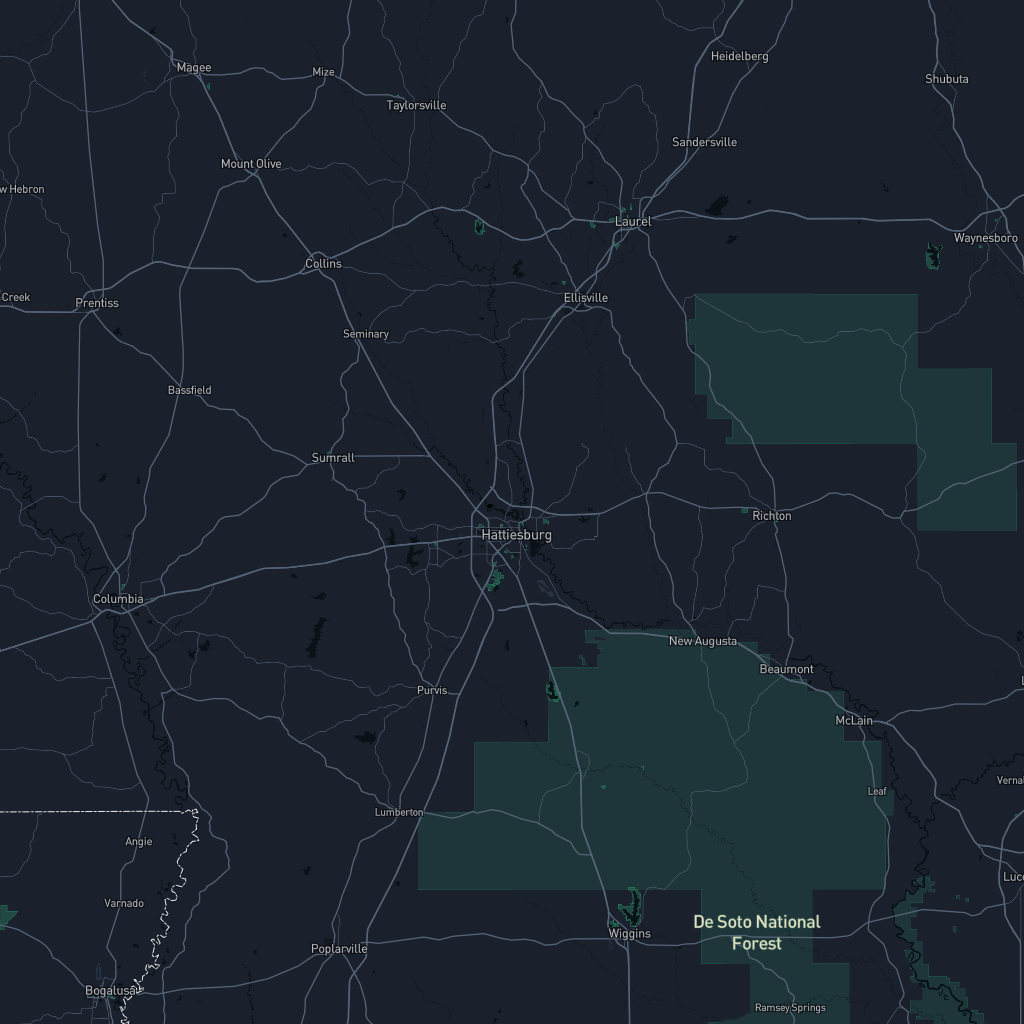 Heidelberg
Magee
Mize
Shubuta
Taylorsville
Sandersville
Mount Olive
w Hebron
Laurel
Waynesboro
Collins
Creek
Prentiss
Ellisville
Seminary
Bassfield
Sumrall
Richton
Hattiesburg
Columbia
New Augusta
Beaumont
Purvis
McLain
Leaf
Vernal
Lumberton
Angie
Luce
Varnado
De Soto National
Forest
Wiggins
Poplarville
Bogalusa
Ramsey Springs